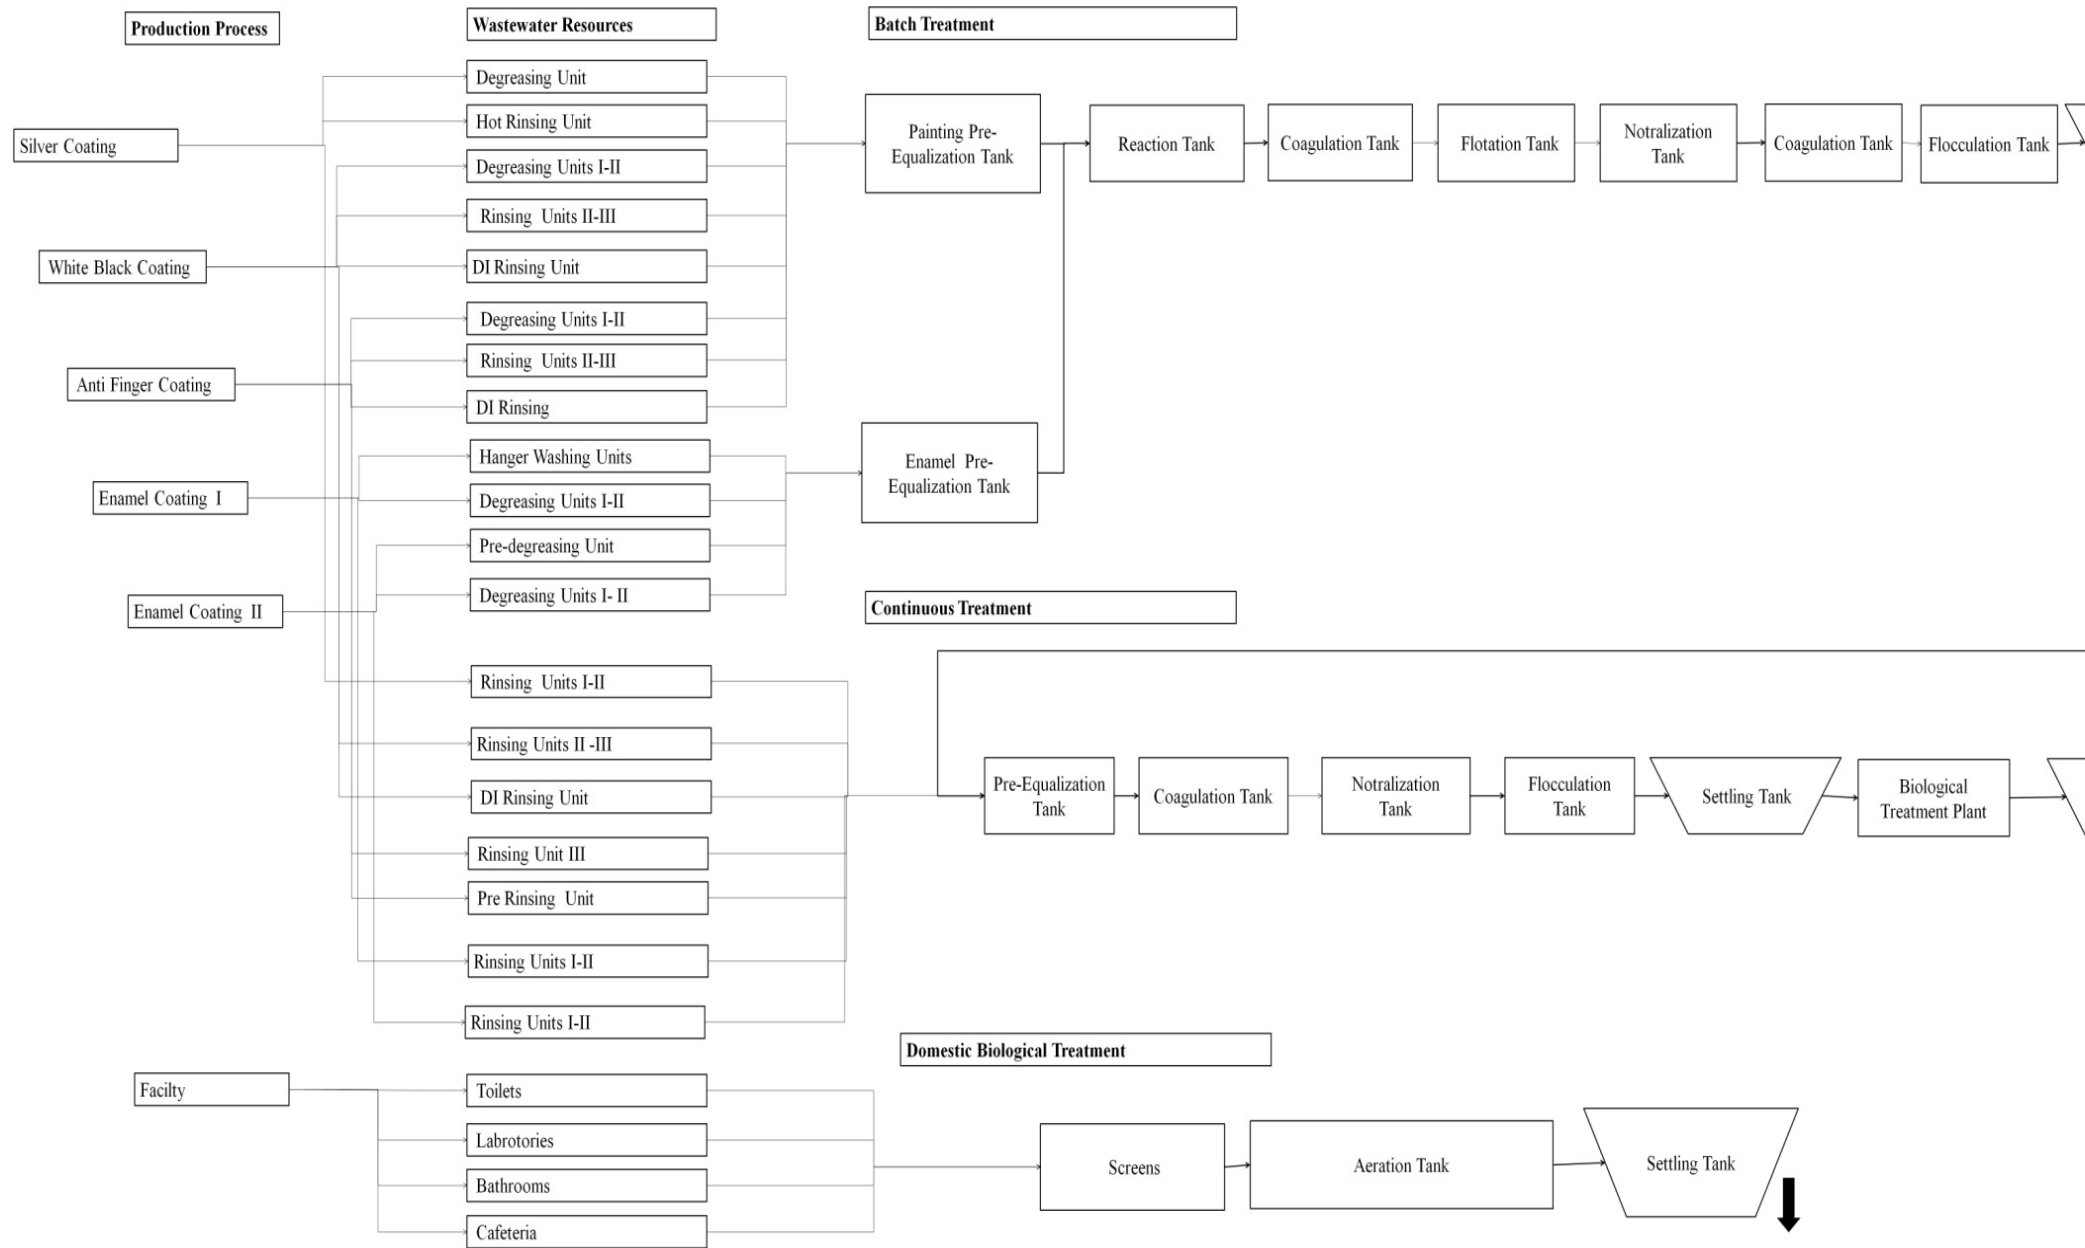 Production Process
Wastewater Resources
Batch Treatment
Silver Coating
White Black Coating
Anti Finger Coating
Enamel Coating I
Enamel Coating II
Facilty
Degreasing Unit
Hot Rinsing Unit
Degreasing Units I-II
Rinsing Units II-III
DI Rinsing Unit
Degreasing Units I-II
Rinsing Units II-III
DI Rinsing
Hanger Washing Units
Degreasing Units I-II
Pre-degreasing Unit
Degreasing Units I- II
Rinsing Units I-II
Rinsing Units II -III
DI Rinsing Unit
Rinsing Unit III
Pre Rinsing Unit
Rinsing Units I-II
Rinsing Units I-II
Toilets
Labrotories
Bathrooms
Cafeteria
Painting Pre-
Equalization Tank
Reaction Tank
Coagulation Tank
Flotation Tank
Notralization
Tank
Coagulation Tank
Flocculation Tank
Enamel Pre-
Equalization Tank
Continuous Treatment
Pre-Equalization
Tank
Coagulation Tank
Notralization
Tank
Flocculation
Tank
Settling Tank
Biological
Treatment Plant
Domestic Biological Treatment
Screens
Aeration Tank
Settling Tank